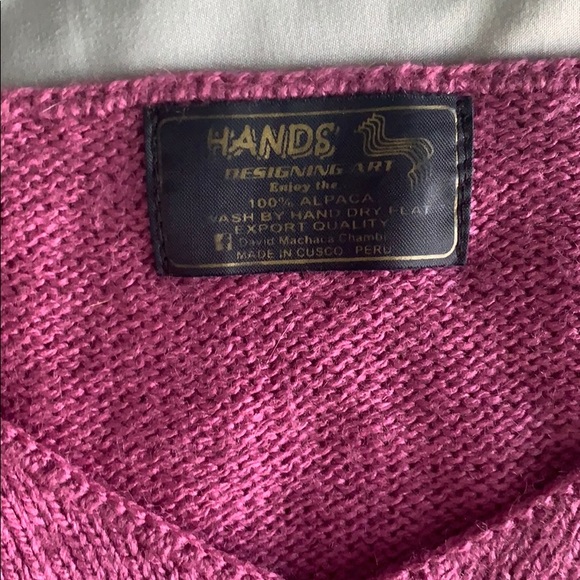 HANDS
DESIGNING ART
Enjoy the
100% ALPACA
WASH BY HAND DRY FLAT
EXPORT QUALITY
David Machaca Chambi
MADE IN CUSCO PERU